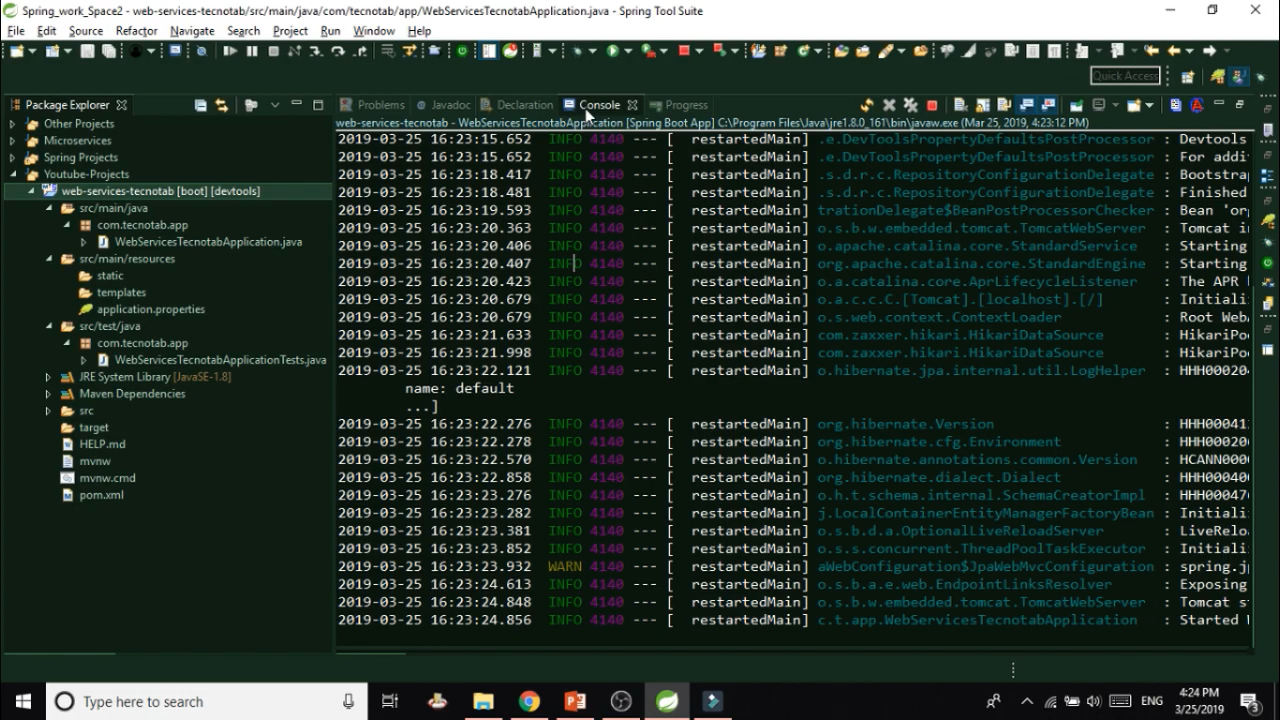 Spring_work_Space2 - web-services-tecnotab/src/main/java/com/tecnotab/app/WebServicesTecnotabApplication.java - Spring Tool Suite
File Edit Source Refactor Navigate Search Project Run Window Help
Quick Access
Package Explorer
Problems Javadoc Declaration Console Progress
web-services-tecnotab - WebServicesTecnotabApplication [Spring Boot App] C:\Program Files\Java\jre1.8.0_161\bin\javaw.exe (Mar 25, 2019, 4:23:12 PM)
Other Projects
Microservices
Spring Projects
Youtube-Projects
web-services-tecnotab [boot] [devtools]
src/main/java
com.tecnotab.app
WebServicesTecnotabApplication.java
src/main/resources
static
templates
application.properties
src/test/java
com.tecnotab.app
WebServicesTecnotabApplicationTests.java
JRE System Library [JavaSE-1.8]
Maven Dependencies
src
target
HELP.md
mvnw
mvnw.cmd
pom.xml
2019-03-25 16:23:15.652 INFO 4140 --- [ restartedMain] .e.DevToolsPropertyDefaultsPostProcessor : Devtools
2019-03-25 16:23:15.652 INFO 4140 --- [ restartedMain] .e.DevToolsPropertyDefaultsPostProcessor : For addi
2019-03-25 16:23:18.417 INFO 4140 --- [ restartedMain] .s.d.r.c.RepositoryConfigurationDelegate : Bootstra
2019-03-25 16:23:18.481 INFO 4140 --- [ restartedMain] .s.d.r.c.RepositoryConfigurationDelegate : Finished
2019-03-25 16:23:19.593 INFO 4140 --- [ restartedMain] trationDelegate$BeanPostProcessorChecker : Bean 'or
2019-03-25 16:23:20.363 INFO 4140 --- [ restartedMain] o.s.b.w.embedded.tomcat.TomcatWebServer : Tomcat i
2019-03-25 16:23:20.406 INFO 4140 --- [ restartedMain] o.apache.catalina.core.StandardService : Starting
2019-03-25 16:23:20.407 INFO 4140 --- [ restartedMain] org.apache.catalina.core.StandardEngine : Starting
2019-03-25 16:23:20.423 INFO 4140 --- [ restartedMain] o.a.catalina.core.AprLifecycleListener : The APR
2019-03-25 16:23:20.679 INFO 4140 --- [ restartedMain] o.a.c.c.C.[Tomcat].[localhost].[/] : Initiali
2019-03-25 16:23:20.679 INFO 4140 --- [ restartedMain] o.s.web.context.ContextLoader : Root Web
2019-03-25 16:23:21.633 INFO 4140 --- [ restartedMain] com.zaxxer.hikari.HikariDataSource : HikariPo
2019-03-25 16:23:21.998 INFO 4140 --- [ restartedMain] com.zaxxer.hikari.HikariDataSource : HikariPo
2019-03-25 16:23:22.121 INFO 4140 --- [ restartedMain] o.hibernate.jpa.internal.util.LogHelper : HHH00020
name: default
...]
2019-03-25 16:23:22.276 INFO 4140 --- [ restartedMain] org.hibernate.Version : HHH00041
2019-03-25 16:23:22.278 INFO 4140 --- [ restartedMain] org.hibernate.cfg.Environment : HHH00020
2019-03-25 16:23:22.570 INFO 4140 --- [ restartedMain] o.hibernate.annotations.common.Version : HCANN000
2019-03-25 16:23:22.858 INFO 4140 --- [ restartedMain] org.hibernate.dialect.Dialect : HHH00040
2019-03-25 16:23:23.276 INFO 4140 --- [ restartedMain] o.h.t.schema.internal.SchemaCreatorImpl : HHH00047
2019-03-25 16:23:23.282 INFO 4140 --- [ restartedMain] j.LocalContainerEntityManagerFactoryBean : Initiali
2019-03-25 16:23:23.381 INFO 4140 --- [ restartedMain] o.s.b.d.a.OptionalLiveReloadServer : LiveRelo
2019-03-25 16:23:23.852 INFO 4140 --- [ restartedMain] o.s.s.concurrent.ThreadPoolTaskExecutor : Initiali
2019-03-25 16:23:23.932 WARN 4140 --- [ restartedMain] aWebConfiguration$JpaWebMvcConfiguration : spring.j
2019-03-25 16:23:24.613 INFO 4140 --- [ restartedMain] o.s.b.a.e.web.EndpointLinksResolver : Exposing
2019-03-25 16:23:24.848 INFO 4140 --- [ restartedMain] o.s.b.w.embedded.tomcat.TomcatWebServer : Tomcat s
2019-03-25 16:23:24.856 INFO 4140 --- [ restartedMain] c.t.app.WebServicesTecnotabApplication : Started
Type here to search
ENG
4:24 PM
3/25/2019
3